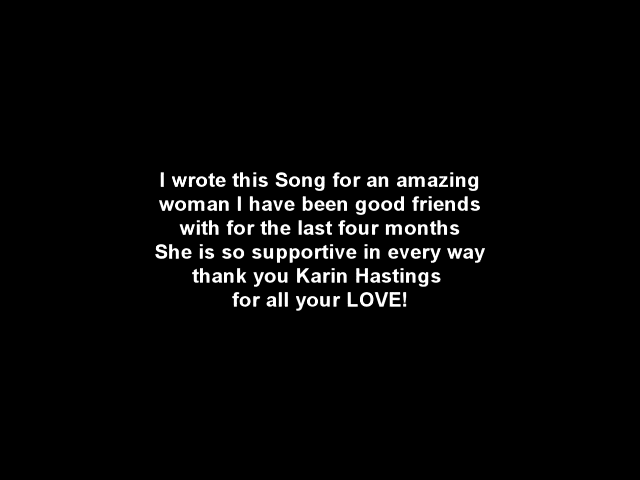 I wrote this Song for an amazing
woman I have been good friends
with for the last four months
She is so supportive in every way
thank you Karin Hastings
for all your LOVE!